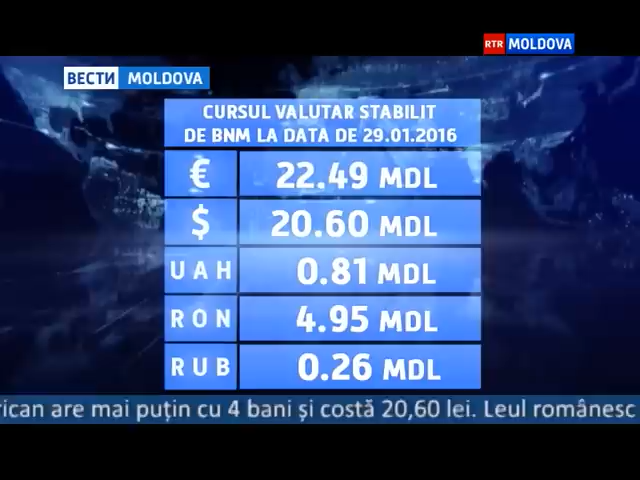 RTR MOLDOVA
ВЕСТИ MOLDOVA
CURSUL VALUTAR STABILIT
DE BNM LA DATA DE 29.01.2016
€ 22.49 MDL
$ 20.60 MDL
UAH 0.81 MDL
RON 4.95 MDL
RUB 0.26 MDL
rican are mai puțin cu 4 bani și costă 20,60 lei. Leul românesc